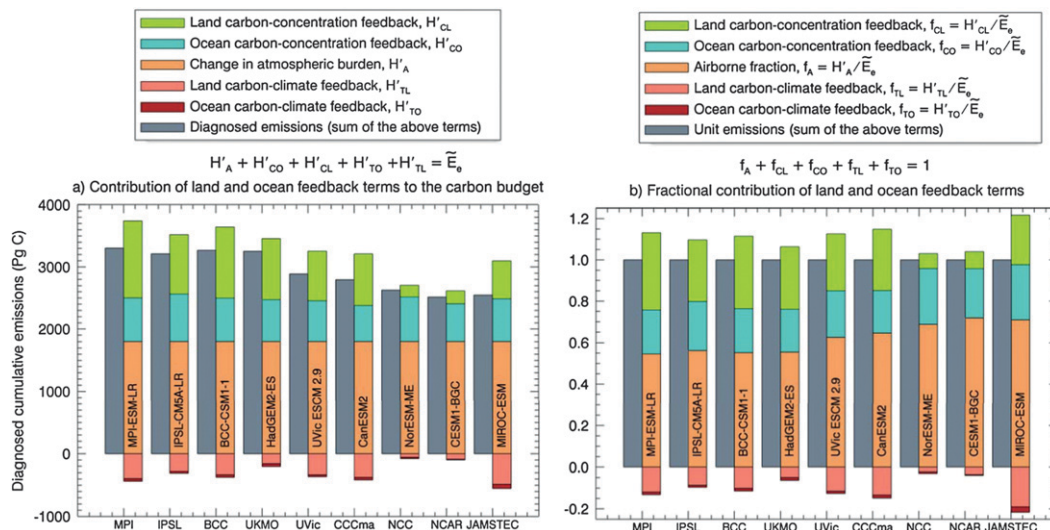 Land carbon-concentration feedback, H′CL
Ocean carbon-concentration feedback, H′CO
Change in atmospheric burden, H′A
Land carbon-climate feedback, H′TL
Ocean carbon-climate feedback, H′TO
Diagnosed emissions (sum of the above terms)
H′A + H′CO + H′CL + H′TO +H′TL = Ẽe
a) Contribution of land and ocean feedback terms to the carbon budget
Diagnosed cumulative emissions (Pg C)
4000
3000
2000
1000
0
-1000
MPI-ESM-LR
IPSL-CM5A-LR
BCC-CSM1-1
HadGEM2-ES
UVic ESCM 2.9
CanESM2
NorESM-ME
CESM1-BGC
MIROC-ESM
MPI IPSL BCC UKMO UVic CCCma NCC NCAR JAMSTEC
Land carbon-concentration feedback, fCL = H′CL/Ẽe
Ocean carbon-concentration feedback, fCO = H′CO/Ẽe
Airborne fraction, fA = H′A/Ẽe
Land carbon-climate feedback, fTL = H′TL/Ẽe
Ocean carbon-climate feedback, fTO = H′TO/Ẽe
Unit emissions (sum of the above terms)
fA + fCL + fCO + fTL + fTO = 1
b) Fractional contribution of land and ocean feedback terms
1.2
1.0
0.8
0.6
0.4
0.2
0.0
-0.2
MPI-ESM-LR
IPSL-CM5A-LR
BCC-CSM1-1
HadGEM2-ES
UVic ESCM 2.9
CanESM2
NorESM-ME
CESM1-BGC
MIROC-ESM
MPI IPSL BCC UKMO UVic CCCma NCC NCAR JAMSTEC